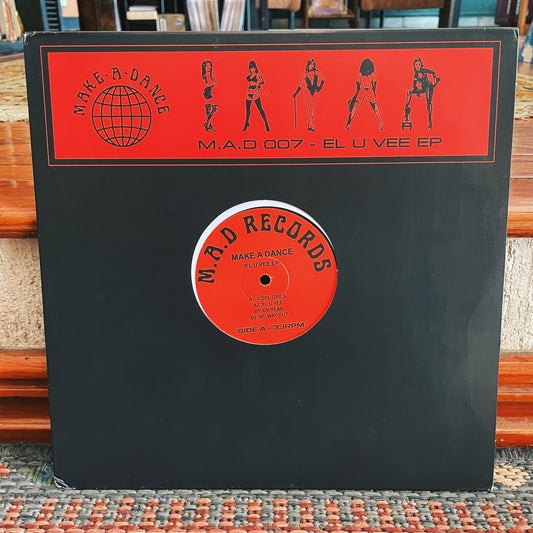 MAKE-A-DANCE
M.A.D 007 - EL U VEE EP
M.A.D RECORDS
MAKE A DANCE
EL U VEE EP
A1. COOL GIRLS
A2. EL U VEE
B1. OH YEAH
B2. NO WAY OUT
SIDE A - 33RPM